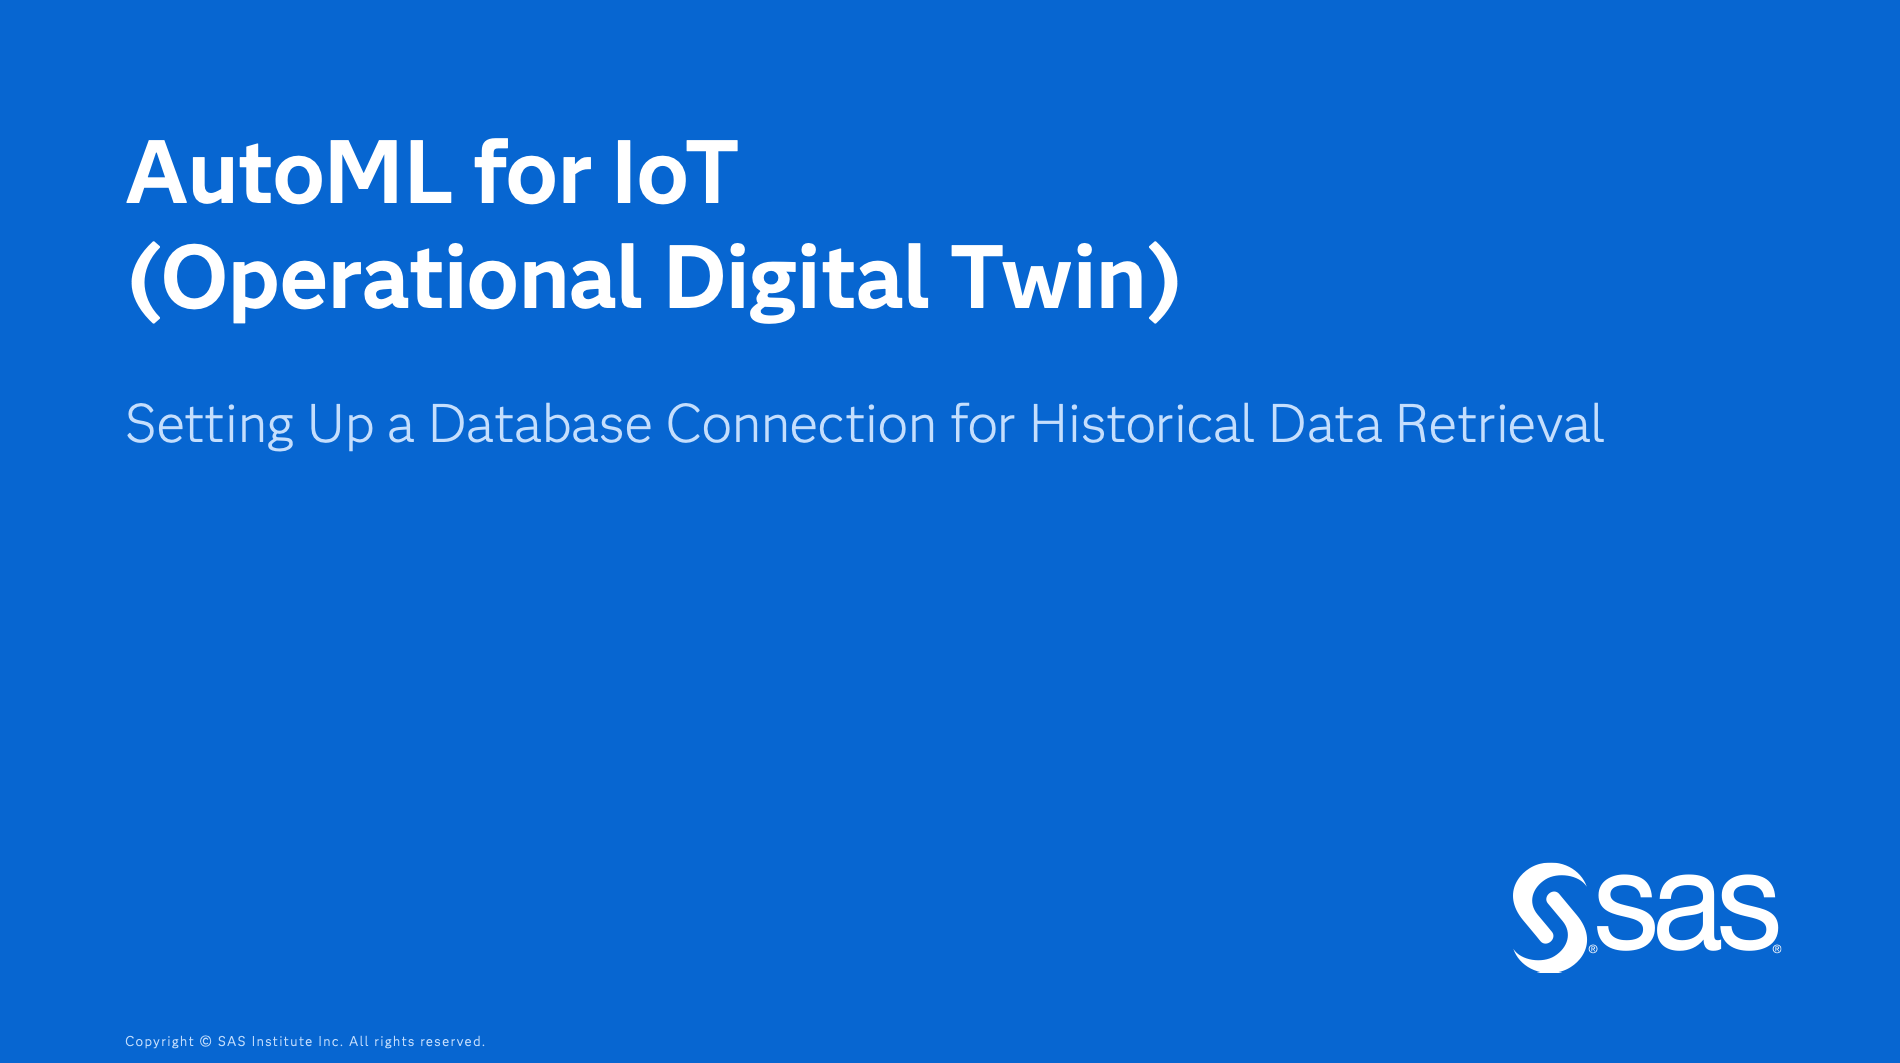 AutoML for IoT
(Operational Digital Twin)
Setting Up a Database Connection for Historical Data Retrieval
sas
Copyright © SAS Institute Inc. All rights reserved.